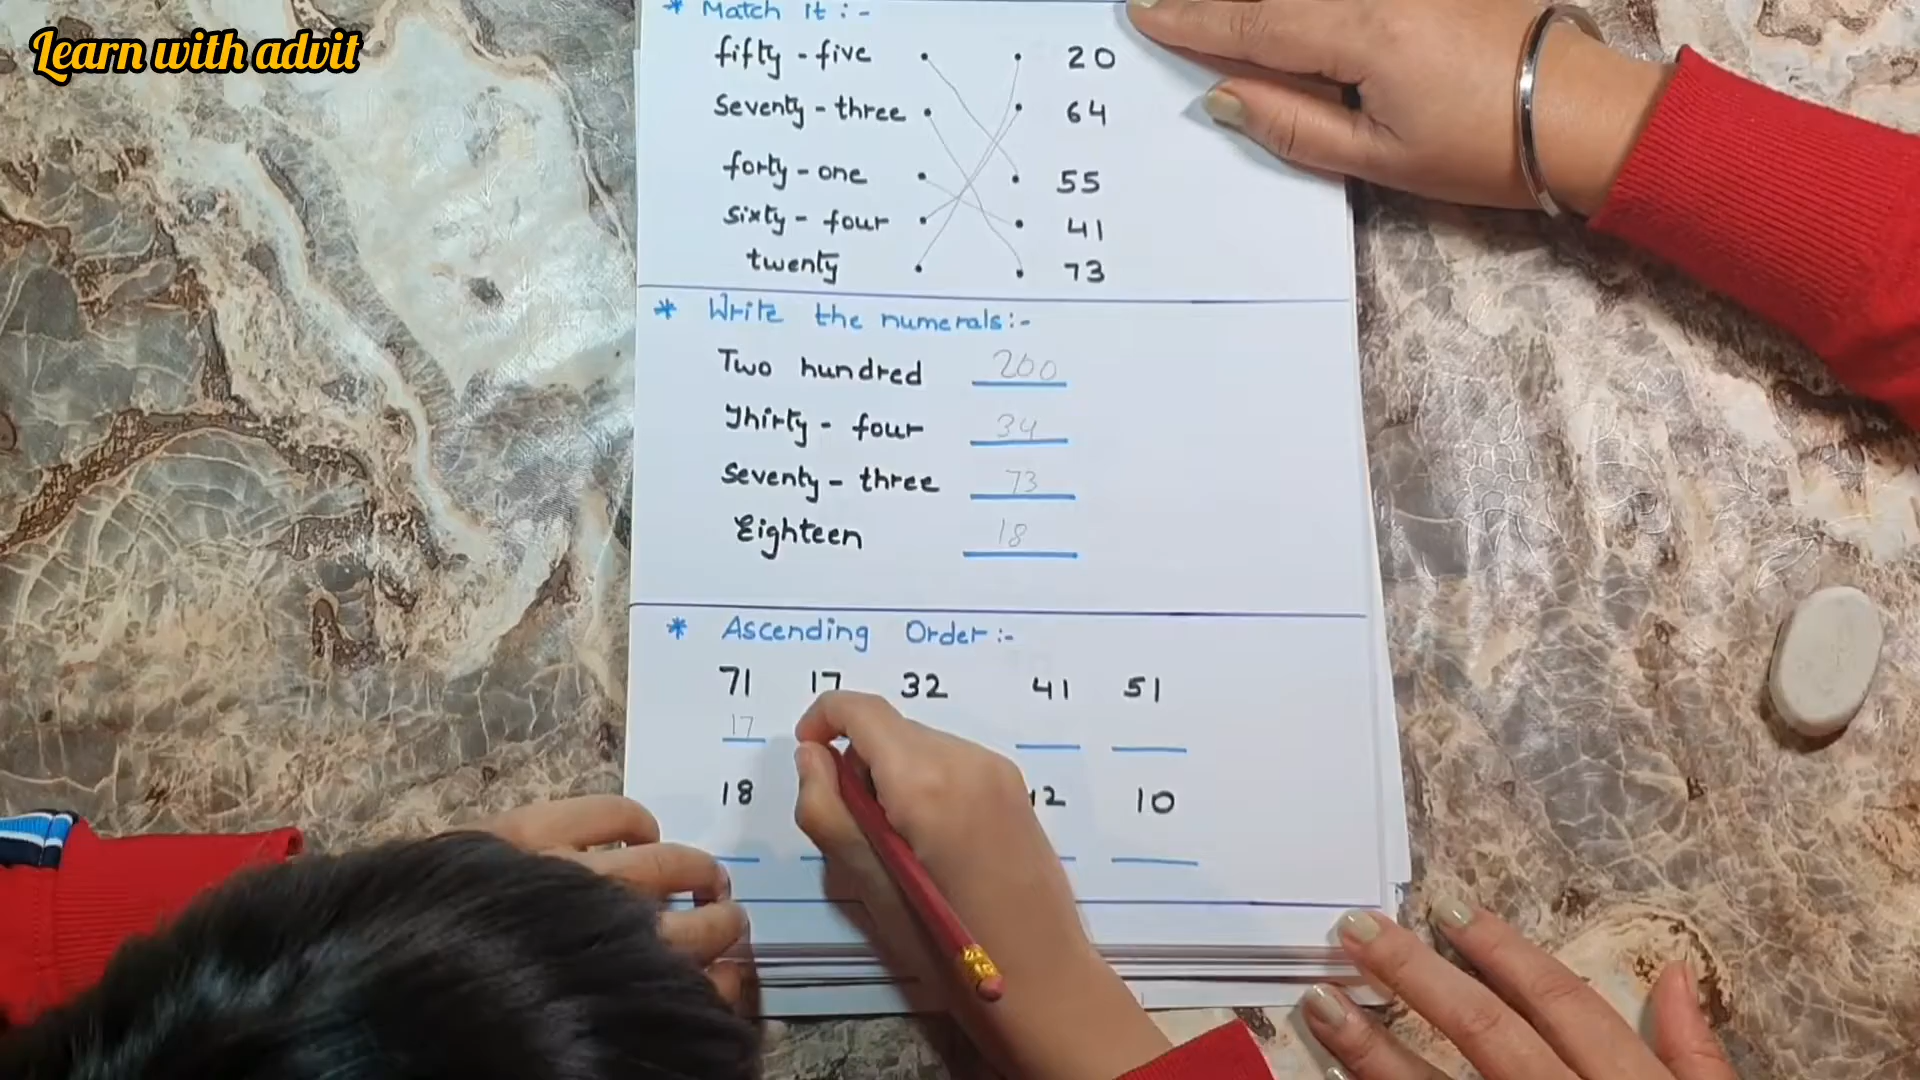 Learn with advit
* Match it :-
fifty - five 20
Seventy - three 64
forty - one 55
Sixty - four 41
twenty 73
* Write the numerals :-
Two hundred 200
Thirty - four 34
Seventy - three 73
Eighteen 18
* Ascending Order :-
71 17 32 41 51
17
18 12 10